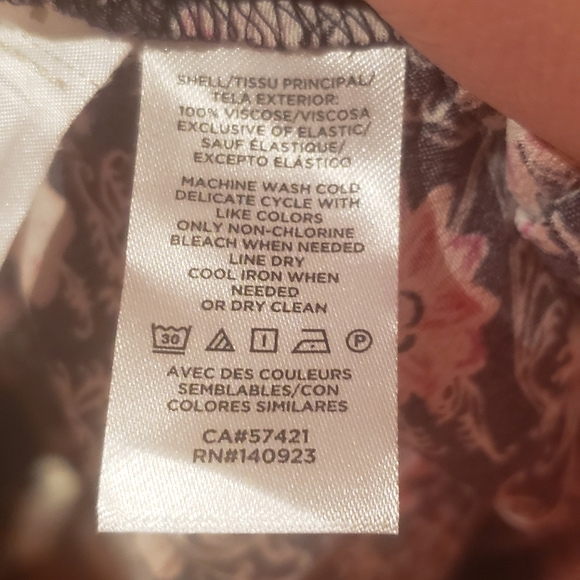 SHELL/TISSU PRINCIPAL/
TELA EXTERIOR:
100% VISCOSE/VISCOSA
EXCLUSIVE OF ELASTIC/
SAUF ÉLASTIQUE/
EXCEPTO ELÁSTICO
MACHINE WASH COLD
DELICATE CYCLE WITH
LIKE COLORS
ONLY NON-CHLORINE
BLEACH WHEN NEEDED
LINE DRY
COOL IRON WHEN
NEEDED
OR DRY CLEAN
30 P
AVEC DES COULEURS
SEMBLABLES/CON
COLORES SIMILARES
CA#57421
RN#140923